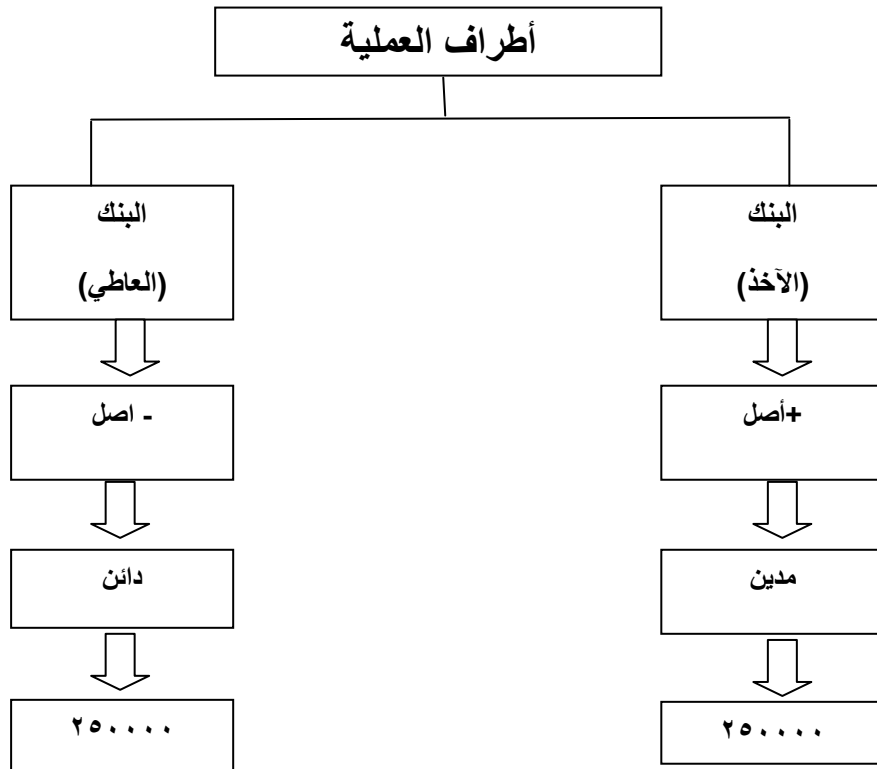 أطراف العملية
البنك
(الآخذ)
+أصل
مدين
٢٥٠٠٠٠
البنك
(العاطي)
- اصل
دائن
٢٥٠٠٠٠